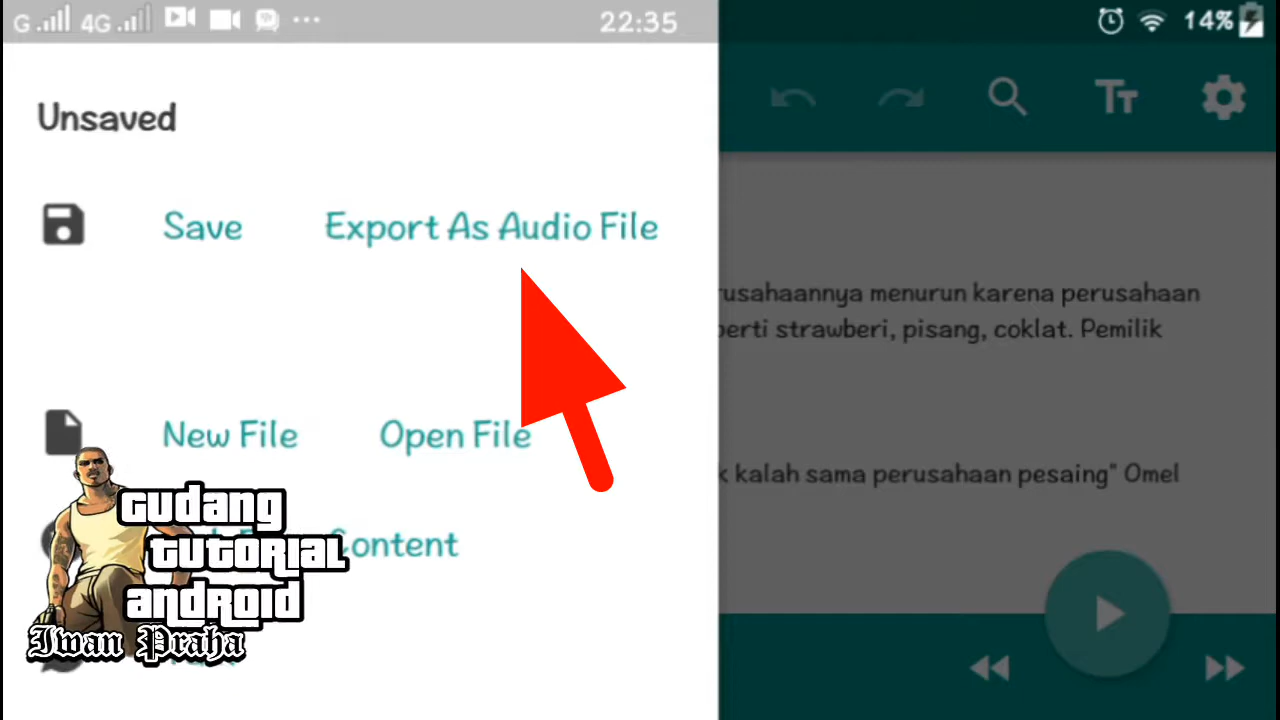 G 4G 22:35 14%
Unsaved
Save Export As Audio File
rusahaannya menurun karena perusahaan
perti strawberi, pisang, coklat. Pemilik
New File Open File
k kalah sama perusahaan pesaing" Omel
Gudang
Tutorial
Content
Android
Iwan Praha